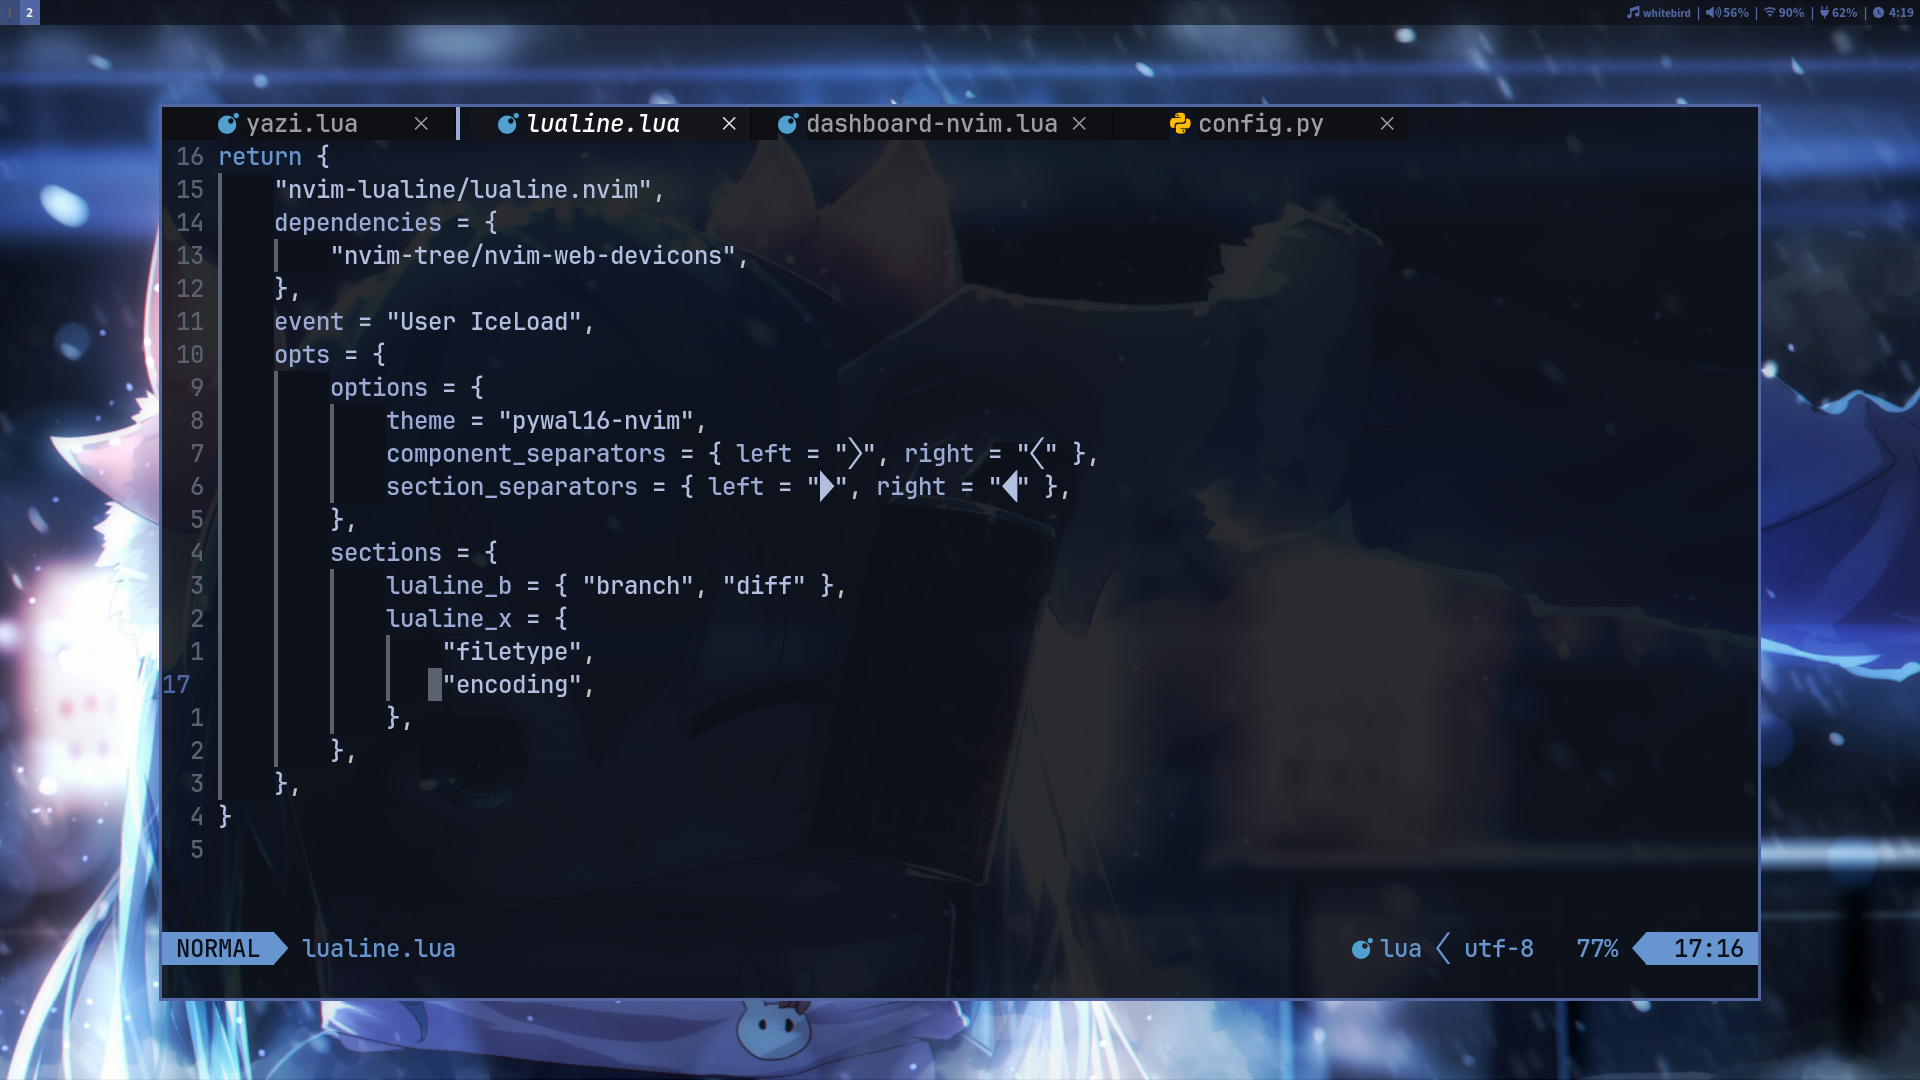 1 2 whitebird | 56% | 90% | 62% | 4:19
yazi.lua × lualine.lua × dashboard-nvim.lua × config.py ×
16 return {
15     "nvim-lualine/lualine.nvim",
14     dependencies = {
13         "nvim-tree/nvim-web-devicons",
12     },
11     event = "User IceLoad",
10     opts = {
9         options = {
8             theme = "pywal16-nvim",
7             component_separators = { left = "", right = "" },
6             section_separators = { left = "", right = "" },
5         },
4         sections = {
3             lualine_b = { "branch", "diff" },
2             lualine_x = {
1                 "filetype",
17                 "encoding",
1             },
2         },
3     },
4 }
5
NORMAL  lualine.lua lua  utf-8 77%  17:16